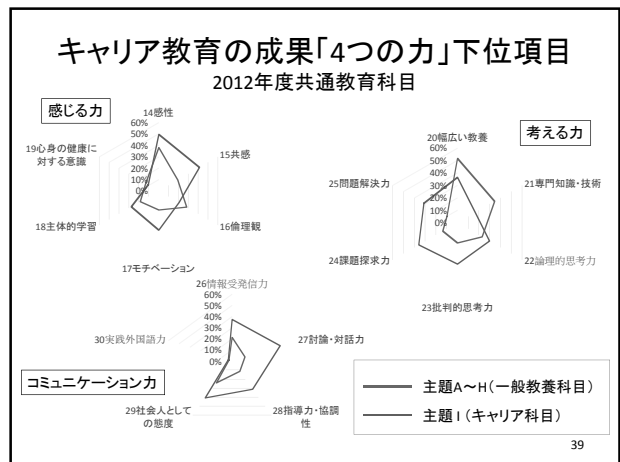 キャリア教育の成果「4つの力」下位項目
2012年度共通教育科目
感じる力
14感性
60%
50%
40%
30%
20%
10%
0%
15共感
16倫理観
17モチベーション
18主体的学習
19心身の健康に
対する意識
考える力
20幅広い教養
60%
50%
40%
30%
20%
10%
0%
21専門知識・技術
22論理的思考力
23批判的思考力
24課題探求力
25問題解決力
コミュニケーション力
26情報受発信力
60%
50%
40%
30%
20%
10%
0%
27討論・対話力
28指導力・協調
性
29社会人として
の態度
30実践外国語力
主題A～H（一般教養科目）
主題I（キャリア科目）
39